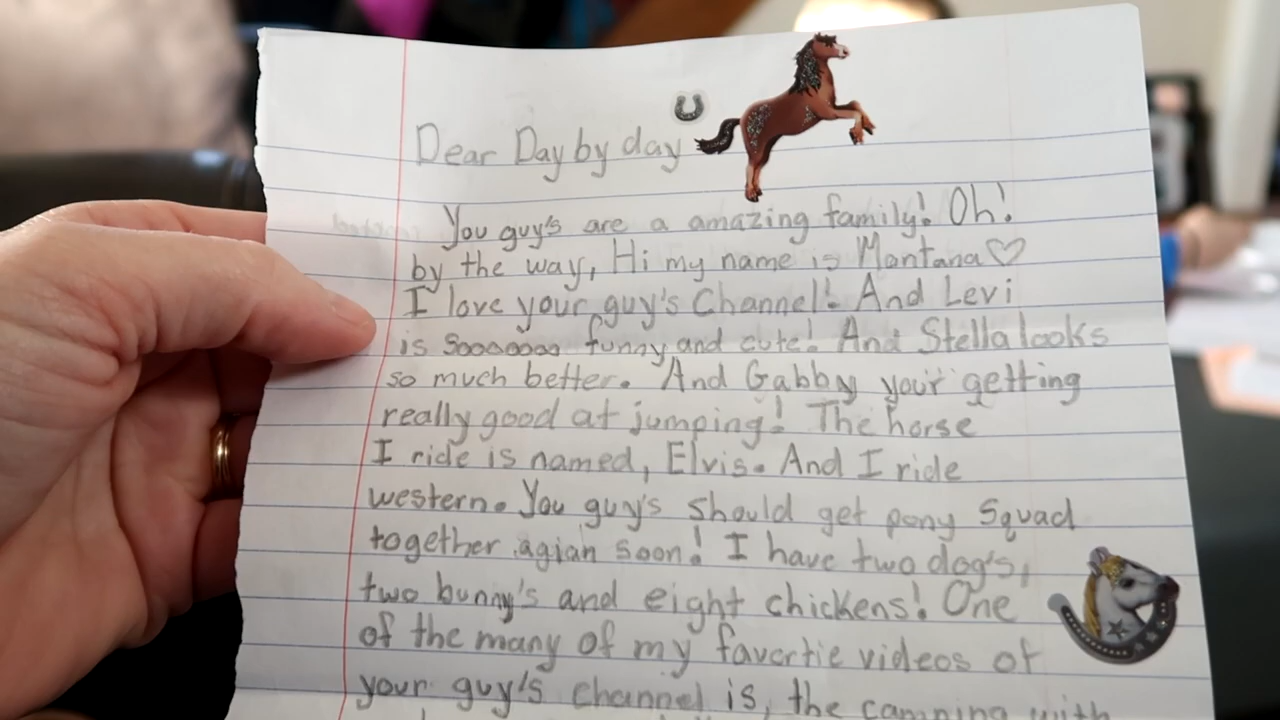 Dear Day by day
You guy's are a amazing family! Oh!
by the way, Hi my name is Montana♡
I love your guy's Channel! And Levi
is Sooooooo funny and cute! And Stella looks
so much better. And Gabby your getting
really good at jumping! The horse
I ride is named, Elvis. And I ride
western. You guy's should get pony Squad
together agian soon! I have two dog's,
two bunny's and eight chickens! One
of the many of my favortie videos of
your guy's channel is, the camping with